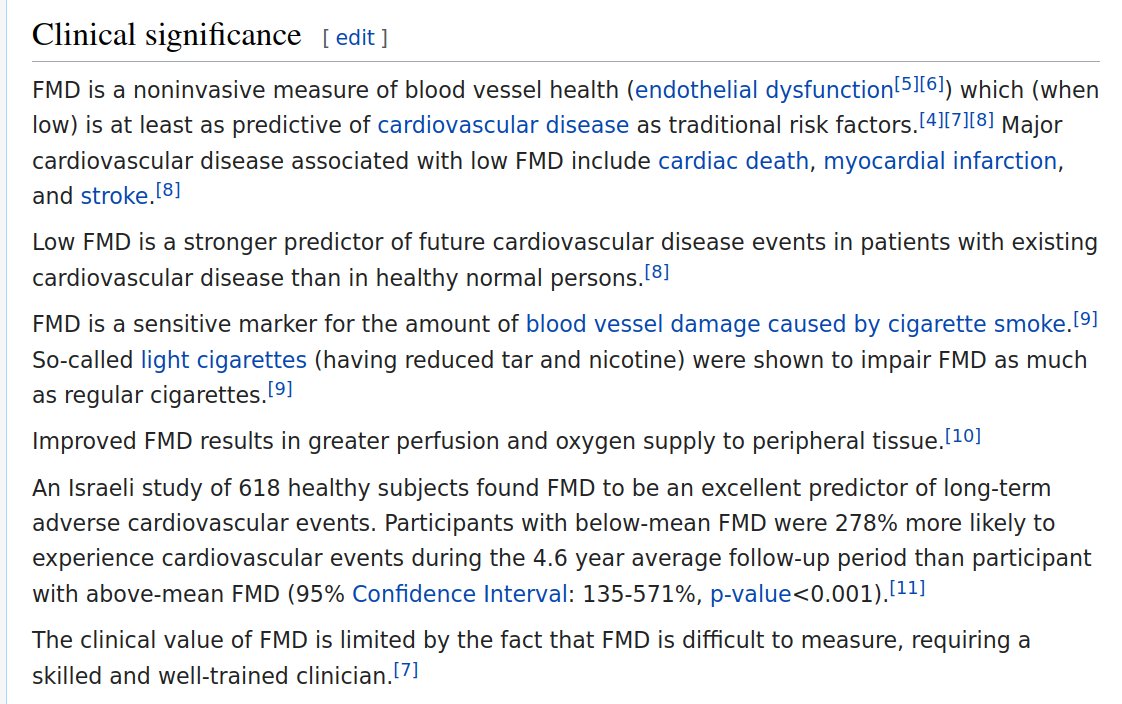 Clinical significance [ edit ]
FMD is a noninvasive measure of blood vessel health (endothelial dysfunction[5][6]) which (when
low) is at least as predictive of cardiovascular disease as traditional risk factors.[4][7][8] Major
cardiovascular disease associated with low FMD include cardiac death, myocardial infarction,
and stroke.[8]
Low FMD is a stronger predictor of future cardiovascular disease events in patients with existing
cardiovascular disease than in healthy normal persons.[8]
FMD is a sensitive marker for the amount of blood vessel damage caused by cigarette smoke.[9]
So-called light cigarettes (having reduced tar and nicotine) were shown to impair FMD as much
as regular cigarettes.[9]
Improved FMD results in greater perfusion and oxygen supply to peripheral tissue.[10]
An Israeli study of 618 healthy subjects found FMD to be an excellent predictor of long-term
adverse cardiovascular events. Participants with below-mean FMD were 278% more likely to
experience cardiovascular events during the 4.6 year average follow-up period than participant
with above-mean FMD (95% Confidence Interval: 135-571%, p-value<0.001).[11]
The clinical value of FMD is limited by the fact that FMD is difficult to measure, requiring a
skilled and well-trained clinician.[7]